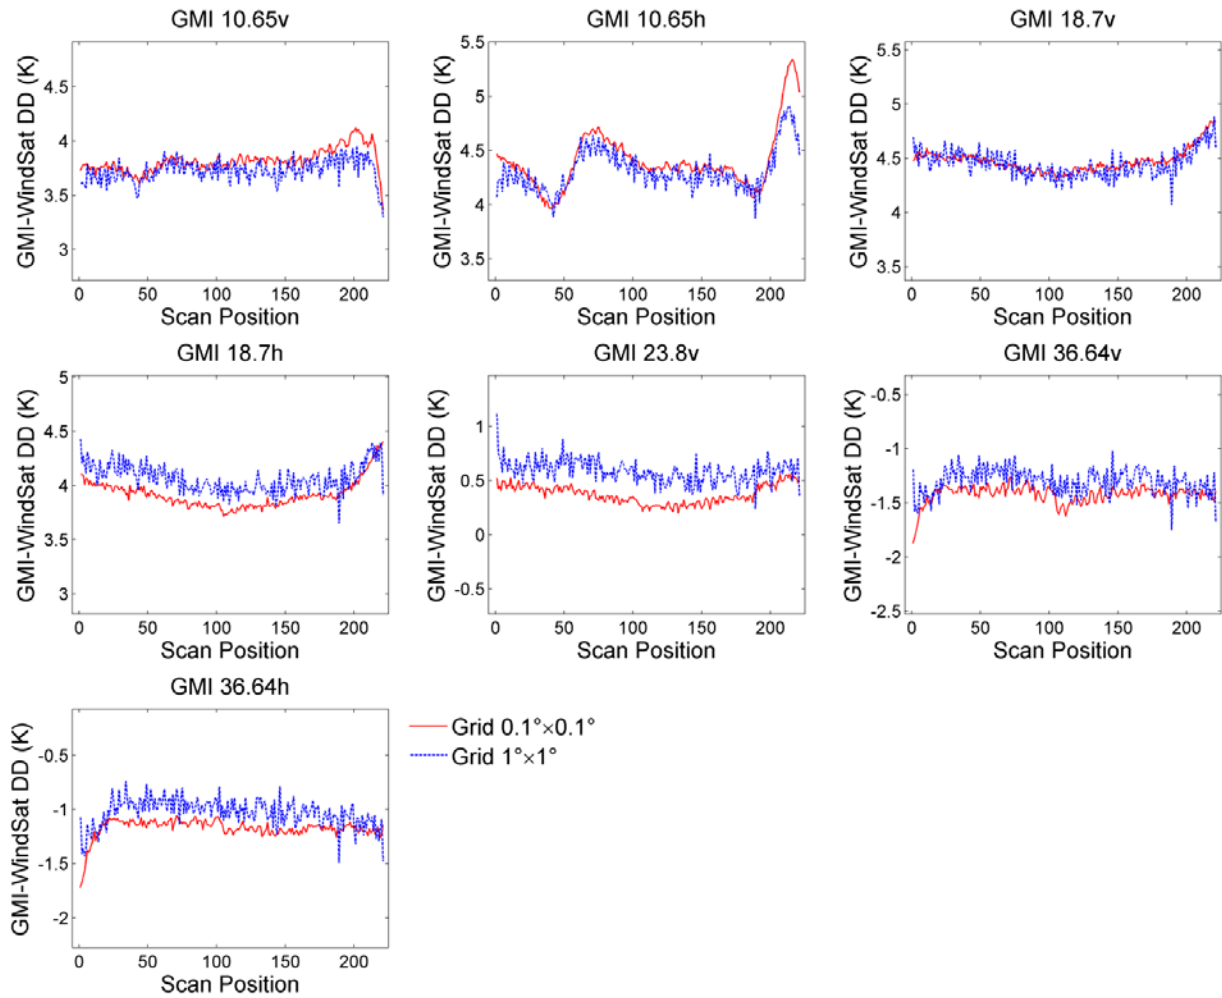 GMI 10.65v
GMI-WindSat DD (K)
4.5
4
3.5
3
0 50 100 150 200
Scan Position
GMI 10.65h
GMI-WindSat DD (K)
5.5
5
4.5
4
3.5
0 50 100 150 200
Scan Position
GMI 18.7v
GMI-WindSat DD (K)
5.5
5
4.5
4
3.5
0 50 100 150 200
Scan Position
GMI 18.7h
GMI-WindSat DD (K)
5
4.5
4
3.5
3
0 50 100 150 200
Scan Position
GMI 23.8v
GMI-WindSat DD (K)
1
0.5
0
-0.5
0 50 100 150 200
Scan Position
GMI 36.64v
GMI-WindSat DD (K)
-0.5
-1
-1.5
-2
-2.5
0 50 100 150 200
Scan Position
GMI 36.64h
GMI-WindSat DD (K)
-0.5
-1
-1.5
-2
0 50 100 150 200
Scan Position
Grid 0.1°×0.1°
Grid 1°×1°